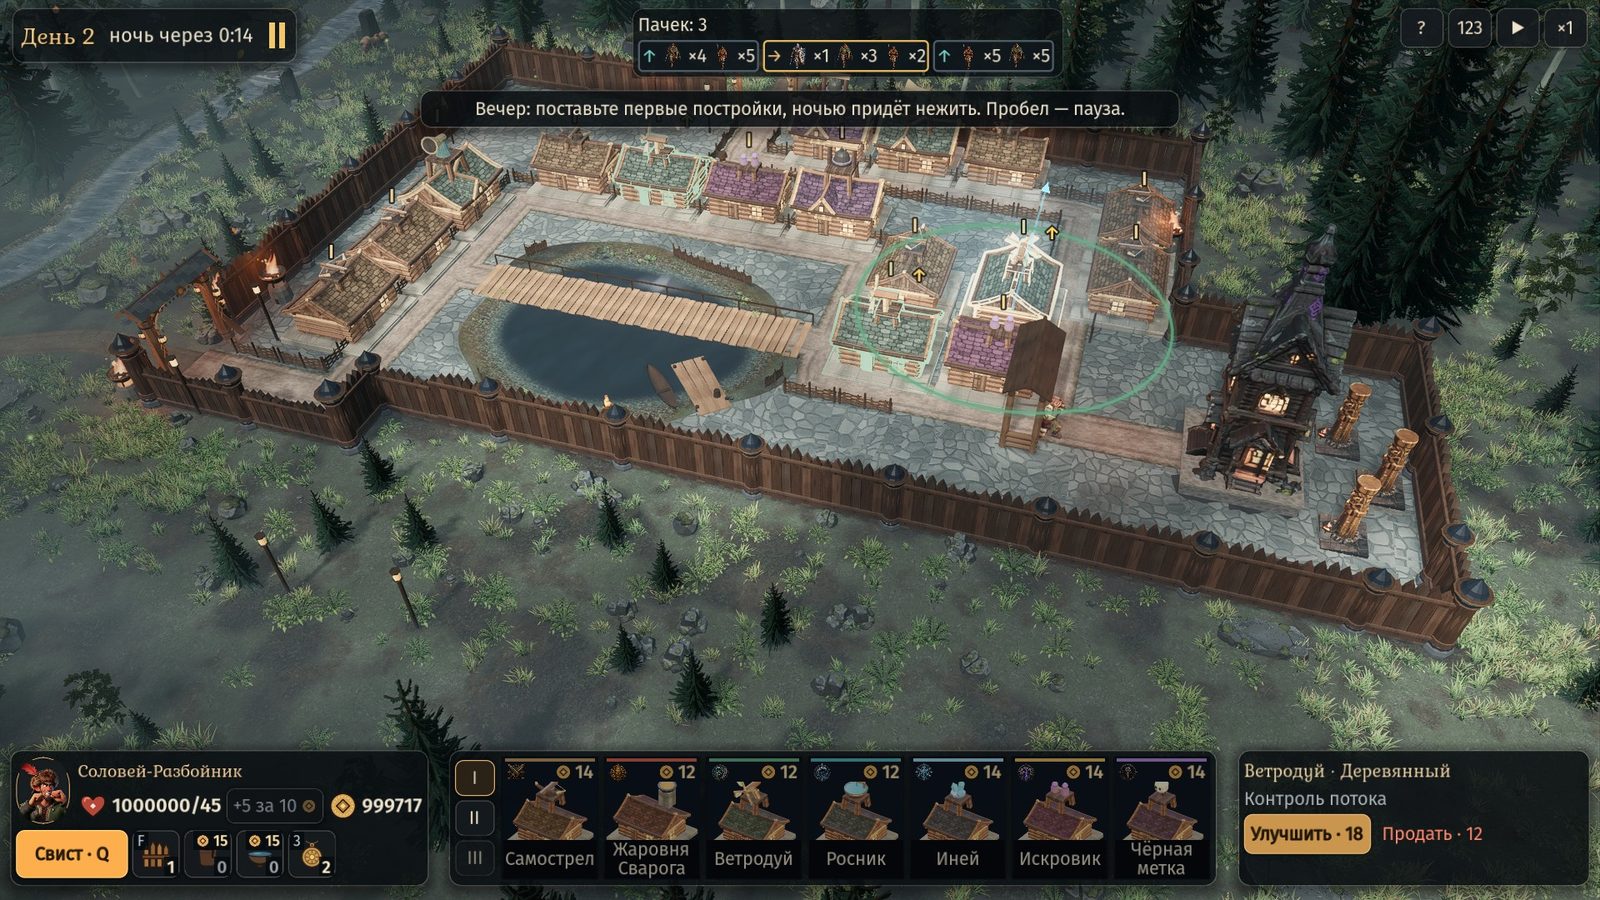 День 2 ночь через 0:14
Пачек: 3
×4 ×5 ×1 ×3 ×2 ×5 ×5
? 123 ×1
Вечер: поставьте первые постройки, ночью придёт нежить. Пробел — пауза.
Соловей-Разбойник
1000000/45 +5 за 10 999717
Свист · Q
F 1
15 0
15 0
3 2
I
II
III
14 Самострел
12 Жаровня
Сварога
12 Ветродуй
12 Росник
14 Иней
14 Искровик
14 Чёрная
метка
Ветродуй · Деревянный
Контроль потока
Улучшить · 18 Продать · 12